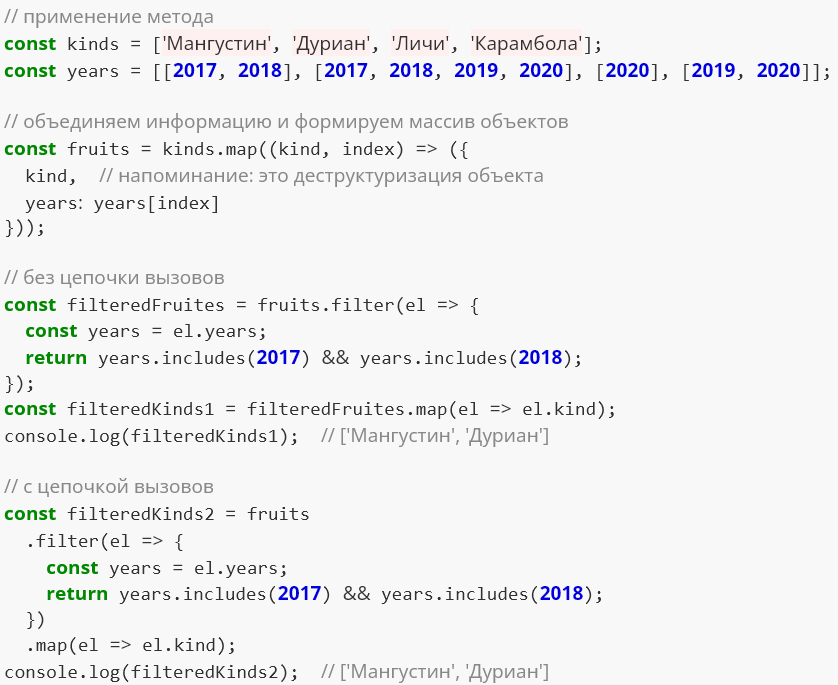 // применение метода
const kinds = ['Мангустин', 'Дуриан', 'Личи', 'Карамбола'];
const years = [[2017, 2018], [2017, 2018, 2019, 2020], [2020], [2019, 2020]];

// объединяем информацию и формируем массив объектов
const fruits = kinds.map((kind, index) => ({
  kind,  // напоминание: это деструктуризация объекта
  years: years[index]
}));

// без цепочки вызовов
const filteredFruites = fruits.filter(el => {
  const years = el.years;
  return years.includes(2017) && years.includes(2018);
});
const filteredKinds1 = filteredFruites.map(el => el.kind);
console.log(filteredKinds1);  // ['Мангустин', 'Дуриан']

// с цепочкой вызовов
const filteredKinds2 = fruits
  .filter(el => {
    const years = el.years;
    return years.includes(2017) && years.includes(2018);
  })
  .map(el => el.kind);
console.log(filteredKinds2);  // ['Мангустин', 'Дуриан']